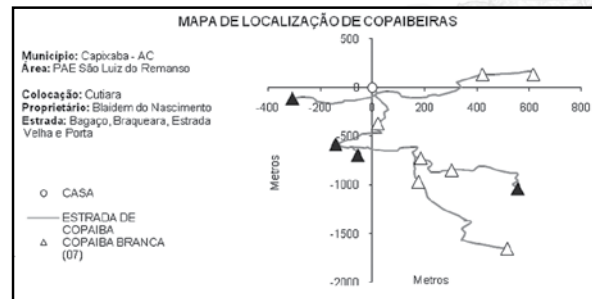 MAPA DE LOCALIZAÇÃO DE COPAIBEIRAS
Município: Capixaba - AC
Área: PAE São Luiz do Remanso
Colocação: Cutiara
Proprietário: Blaidem do Nascimento
Estrada: Bagaço, Braqueara, Estrada
Velha e Porta
CASA
ESTRADA DE
COPAIBA
COPAIBA BRANCA
(07)
500
0
-400 -200 0 200 400 600 800
-500
-1000
-1500
-2000
Metros
Metros